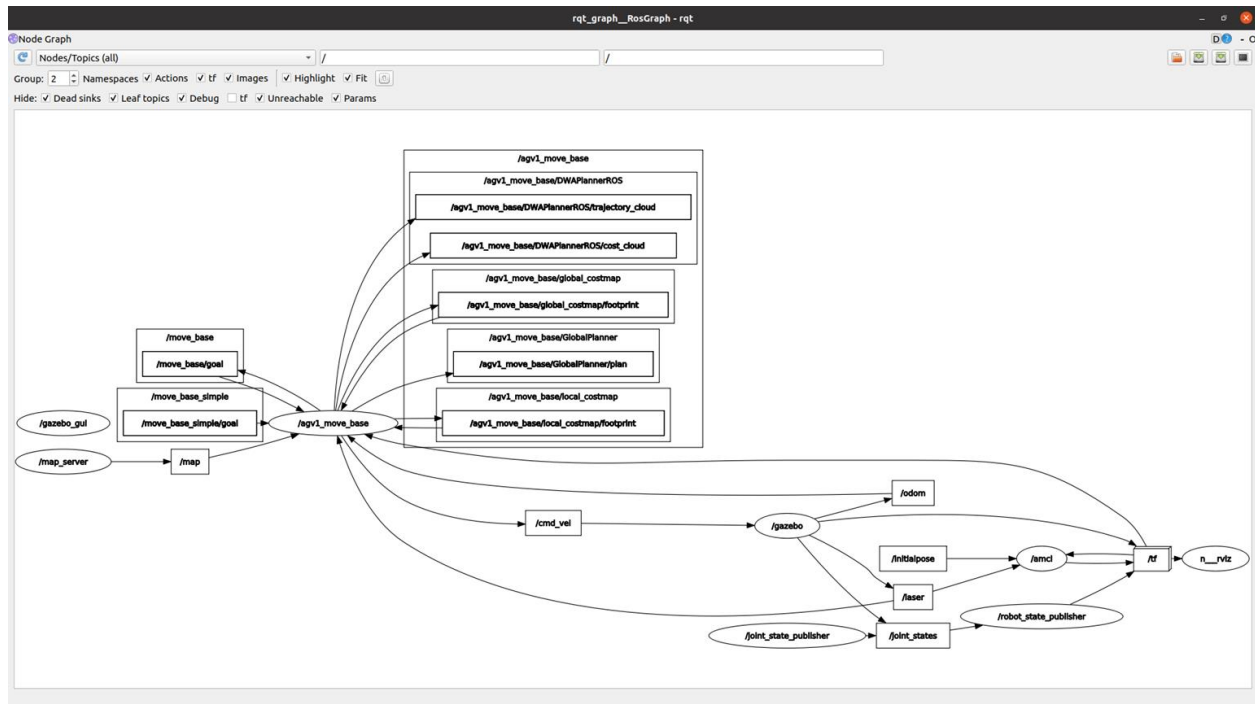 rqt_graph__RosGraph - rqt
Node Graph
D - O
Nodes/Topics (all) / /
Group: 2 Namespaces Actions tf Images Highlight Fit
Hide: Dead sinks Leaf topics Debug tf Unreachable Params
/agv1_move_base
/agv1_move_base/DWAPlannerROS
/agv1_move_base/DWAPlannerROS/trajectory_cloud
/agv1_move_base/DWAPlannerROS/cost_cloud
/agv1_move_base/global_costmap
/agv1_move_base/global_costmap/footprint
/move_base
/agv1_move_base/GlobalPlanner
/move_base/goal
/agv1_move_base/GlobalPlanner/plan
/move_base_simple
/agv1_move_base/local_costmap
/gazebo_gui
/move_base_simple/goal
/agv1_move_base
/agv1_move_base/local_costmap/footprint
/map_server
/map
/odom
/cmd_vel
/gazebo
/initialpose
/amcl
/tf
n__rviz
/laser
/robot_state_publisher
/joint_state_publisher
/joint_states